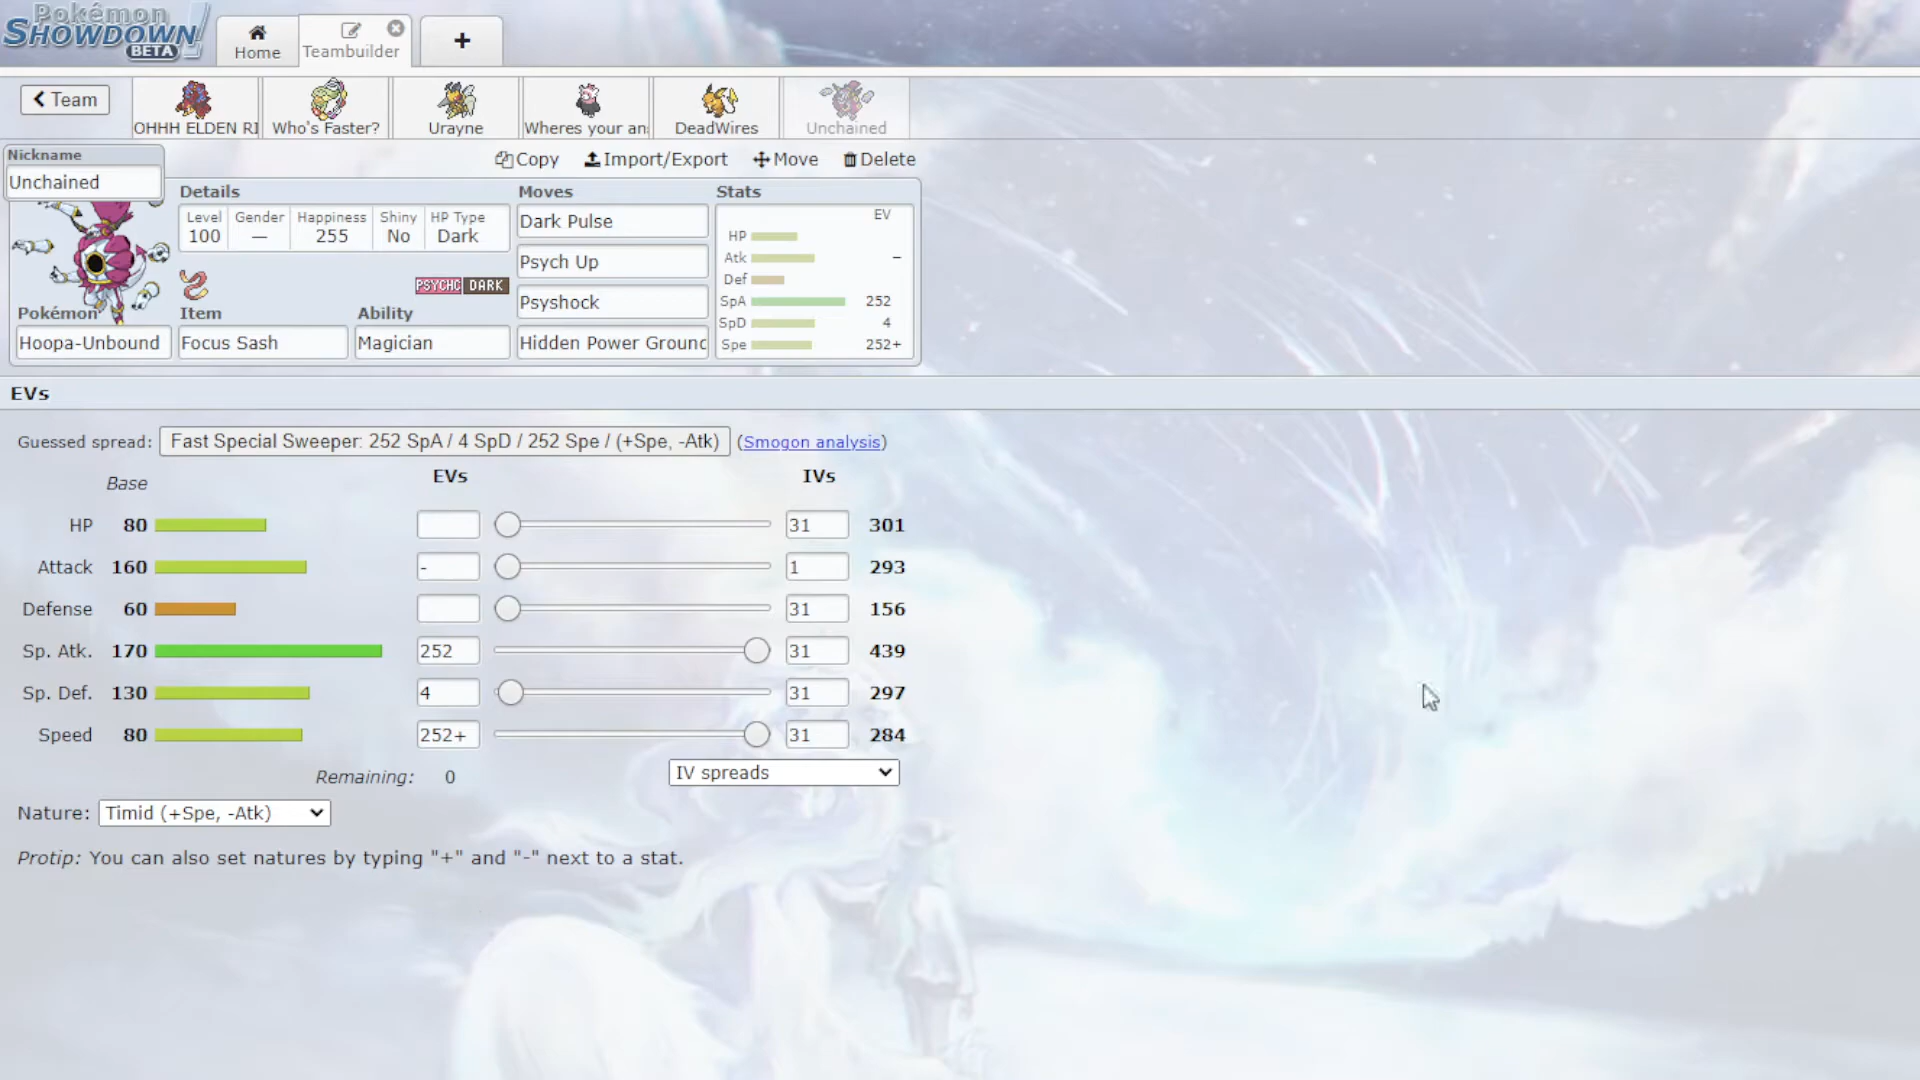 Pokémon
SHOWDOWN
BETA
Home
Teambuilder
+
Team
OHHH ELDEN RI
Who's Faster?
Urayne
Wheres your an
DeadWires
Unchained
Nickname
Unchained
Copy
Import/Export
Move
Delete
Details
Moves
Stats
Level
Gender
Happiness
Shiny
HP Type
100
—
255
No
Dark
Dark Pulse
Psych Up
Psyshock
Hidden Power Ground
EV
HP
Atk –
Def
SpA 252
SpD 4
Spe 252+
PSYCHC DARK
Pokémon
Item
Ability
Hoopa-Unbound
Focus Sash
Magician
EVs
Guessed spread: Fast Special Sweeper: 252 SpA / 4 SpD / 252 Spe / (+Spe, -Atk) (Smogon analysis)
Base EVs IVs
HP 80 31 301
Attack 160 - 1 293
Defense 60 31 156
Sp. Atk. 170 252 31 439
Sp. Def. 130 4 31 297
Speed 80 252+ 31 284
Remaining: 0 IV spreads
Nature: Timid (+Spe, -Atk)
Protip: You can also set natures by typing "+" and "-" next to a stat.